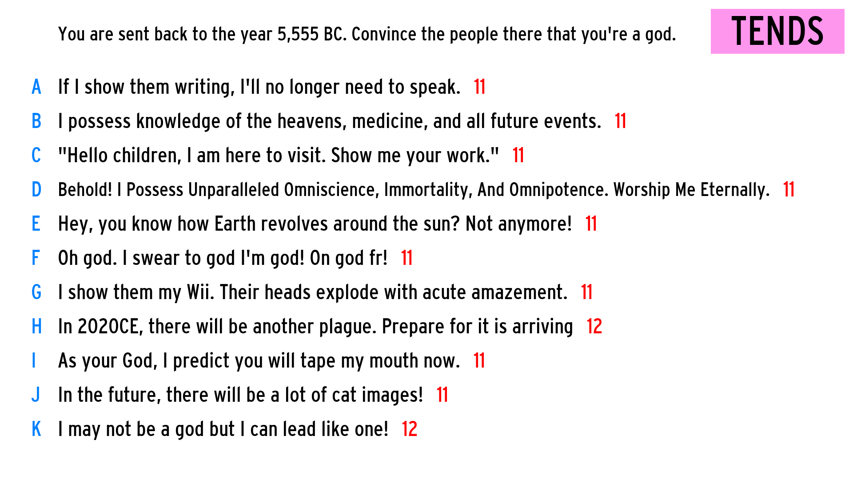 You are sent back to the year 5,555 BC. Convince the people there that you're a god.
TENDS
A If I show them writing, I'll no longer need to speak. 11
B I possess knowledge of the heavens, medicine, and all future events. 11
C "Hello children, I am here to visit. Show me your work." 11
D Behold! I Possess Unparalleled Omniscience, Immortality, And Omnipotence. Worship Me Eternally. 11
E Hey, you know how Earth revolves around the sun? Not anymore! 11
F Oh god. I swear to god I'm god! On god fr! 11
G I show them my Wii. Their heads explode with acute amazement. 11
H In 2020CE, there will be another plague. Prepare for it is arriving 12
I As your God, I predict you will tape my mouth now. 11
J In the future, there will be a lot of cat images! 11
K I may not be a god but I can lead like one! 12